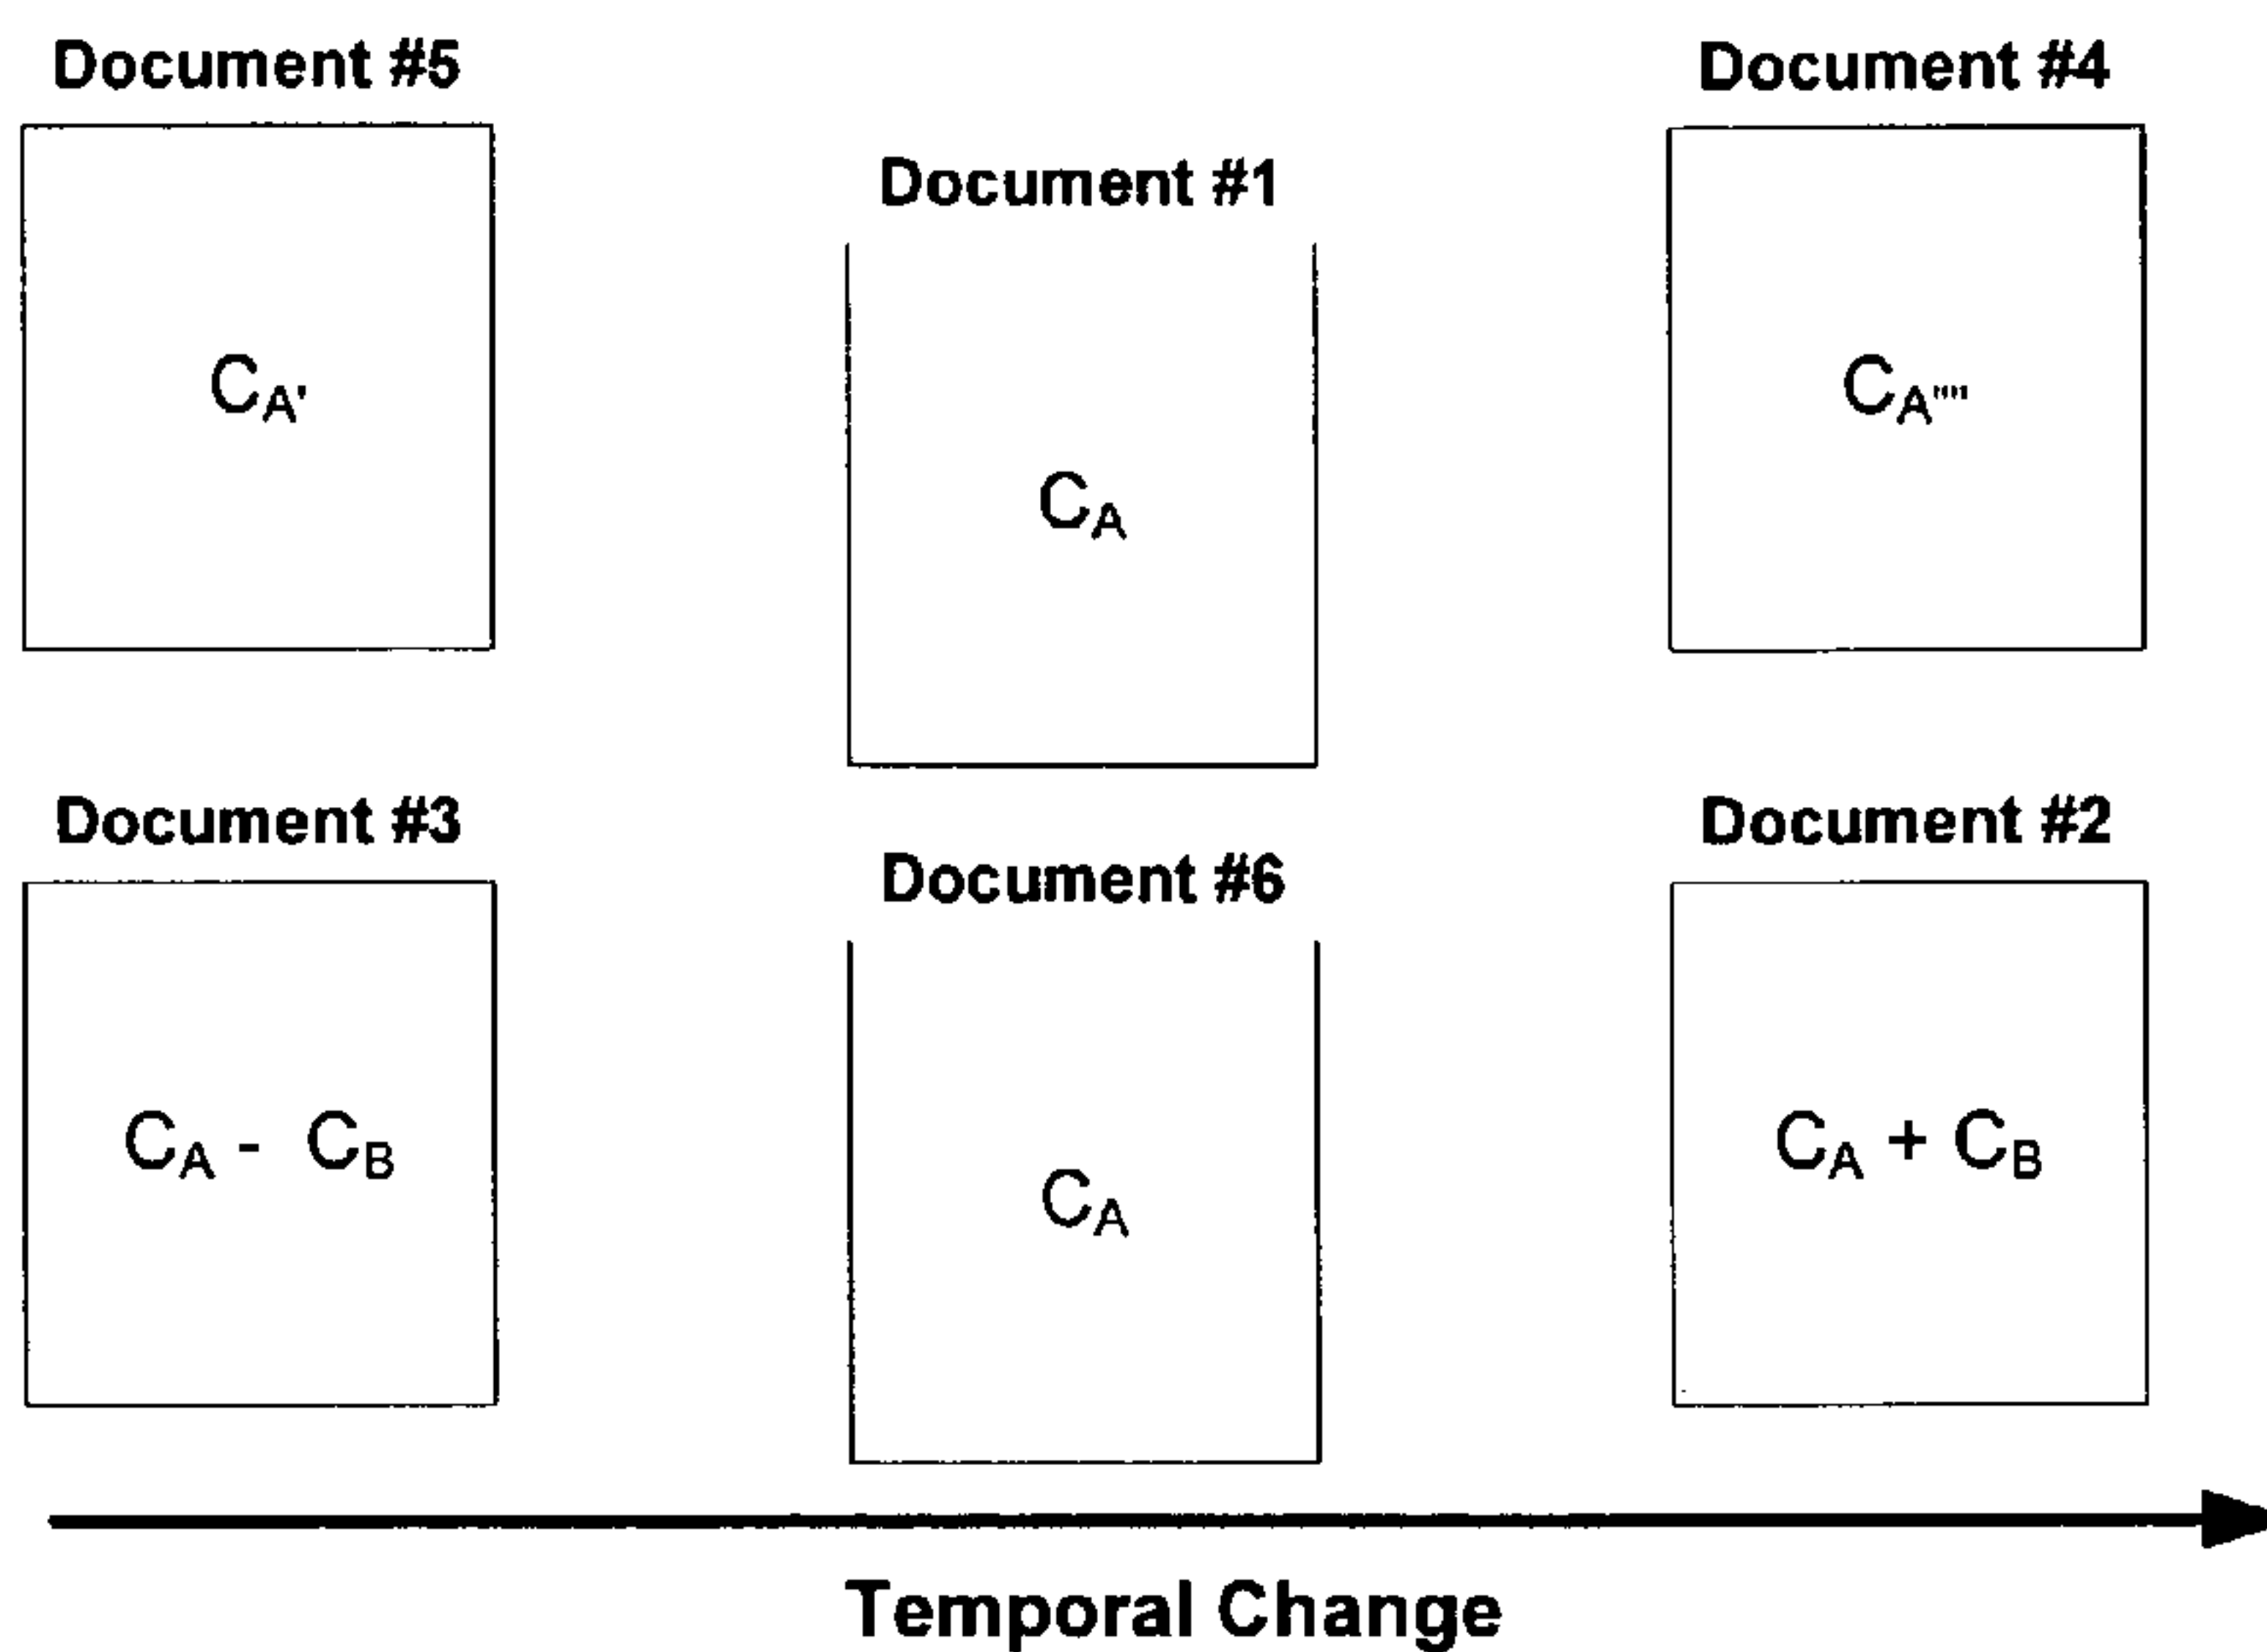 Document #5
Document #4
Document #1
C_A'
C_A''''
C_A
Document #3
Document #2
Document #6
C_A - C_B
C_A + C_B
C_A
Temporal Change